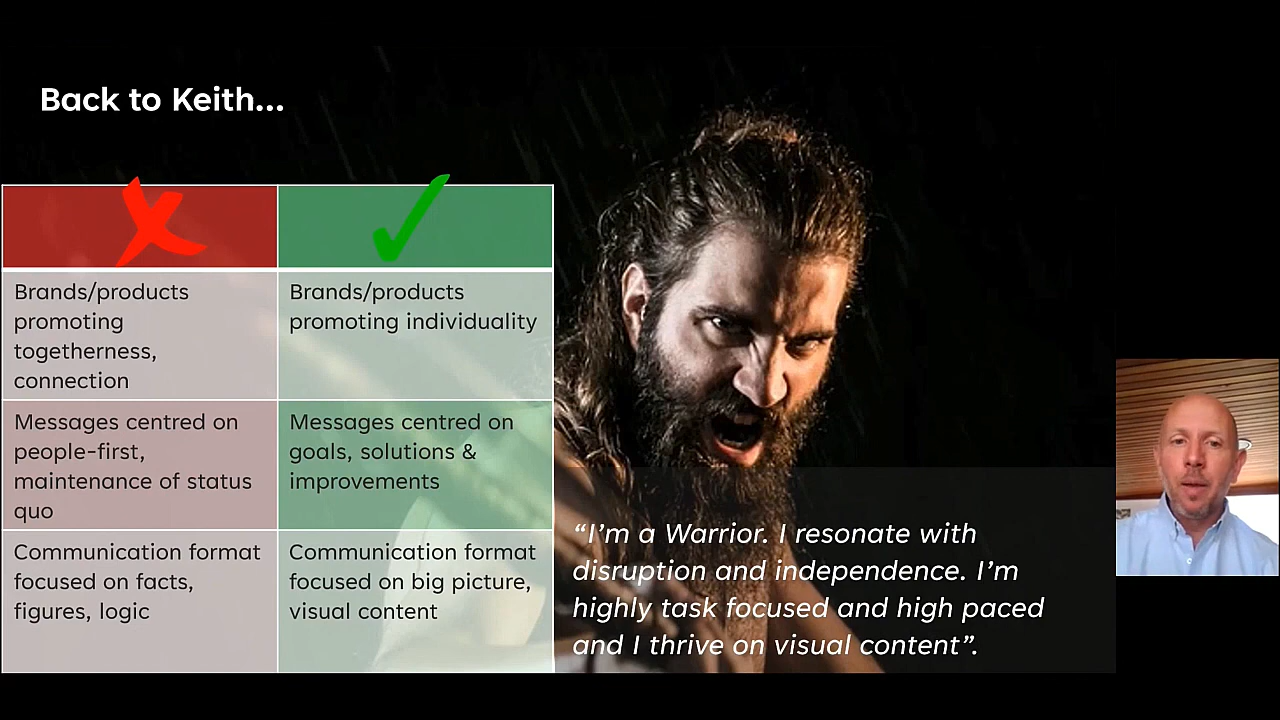 Back to Keith...
Brands/products
promoting
togetherness,
connection
Brands/products
promoting individuality
Messages centred on
people-first,
maintenance of status
quo
Messages centred on
goals, solutions &
improvements
Communication format
focused on facts,
figures, logic
Communication format
focused on big picture,
visual content
“I’m a Warrior. I resonate with
disruption and independence. I’m
highly task focused and high paced
and I thrive on visual content”.